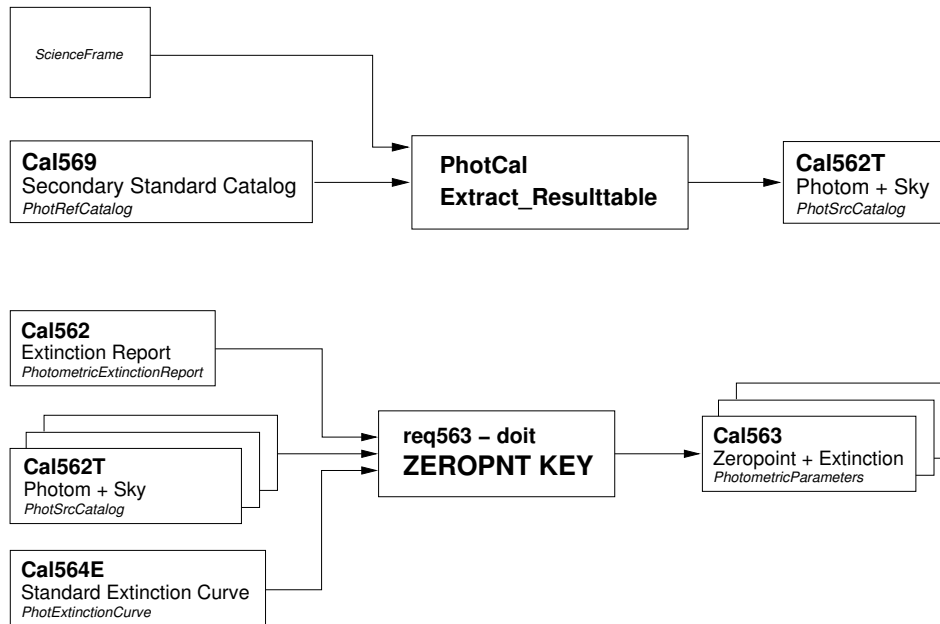 ScienceFrame
Cal569
Secondary Standard Catalog
PhotRefCatalog
PhotCal
Extract_Resulttable
Cal562T
Photom + Sky
PhotSrcCatalog
Cal562
Extinction Report
PhotometricExtinctionReport
Cal562T
Photom + Sky
PhotSrcCatalog
Cal564E
Standard Extinction Curve
PhotExtinctionCurve
req563 – doit
ZEROPNT KEY
Cal563
Zeropoint + Extinction
PhotometricParameters